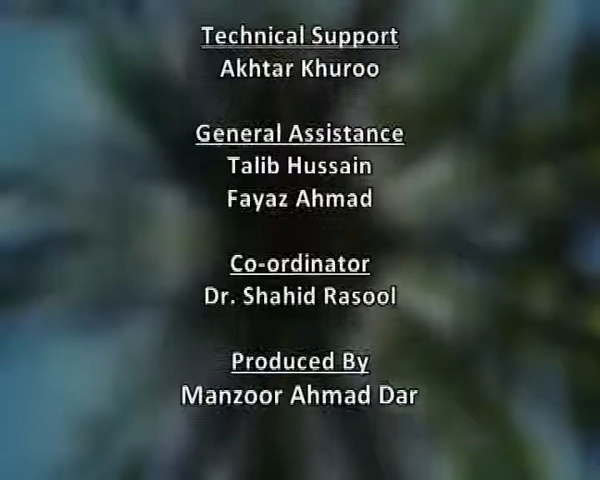 Technical Support
Akhtar Khuroo
General Assistance
Talib Hussain
Fayaz Ahmad
Co-ordinator
Dr. Shahid Rasool
Produced By
Manzoor Ahmad Dar